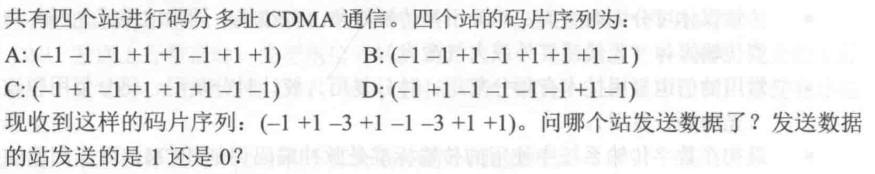 共有四个站进行码分多址 CDMA 通信。四个站的码片序列为：
A: (–1 –1 –1 +1 +1 –1 +1 +1) B: (–1 –1 +1 –1 +1 +1 +1 –1)
C: (–1 +1 –1 +1 +1 +1 –1 –1) D: (–1 +1 –1 –1 –1 –1 +1 –1)
现收到这样的码片序列：(–1 +1 –3 +1 –1 –3 +1 +1)。问哪个站发送数据了？发送数据
的站发送的是 1 还是 0？